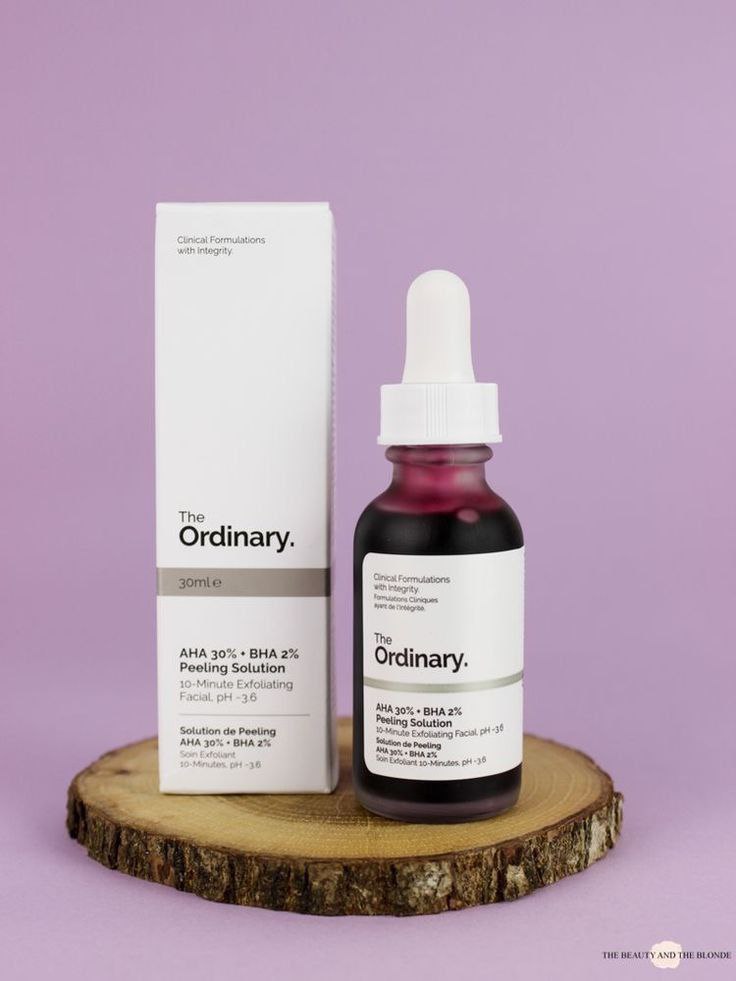 Clinical Formulations
with Integrity.
The
Ordinary.
30ml e
AHA 30% + BHA 2%
Peeling Solution
10-Minute Exfoliating
Facial, pH ~3.6
Solution de Peeling
AHA 30% + BHA 2%
Soin Exfoliant
10-Minutes, pH ~3.6
Clinical Formulations
with Integrity.
Formulations Cliniques
ayant de l'intégrité.
The
Ordinary.
AHA 30% + BHA 2%
Peeling Solution
10-Minute Exfoliating Facial, pH ~3.6
Solution de Peeling
AHA 30% + BHA 2%
Soin Exfoliant 10-Minutes, pH ~3.6
THE BEAUTY AND THE BLONDE